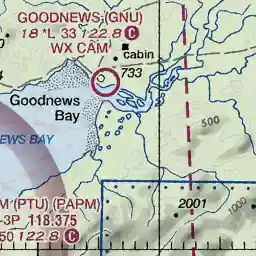 GOODNEWS (GNU)
18 *L 33 122.8 C
WX CAM
cabin
733
Goodnews
Bay
500
EWS BAY
M (PTU) (PAPM)
-3P 118.375
50 122.8 C
2001
1000